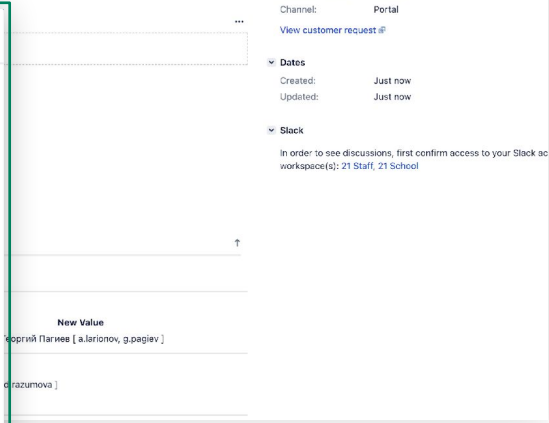 ...
Channel: Portal
View customer request
Dates
Created: Just now
Updated: Just now
Slack
In order to see discussions, first confirm access to your Slack ac
workspace(s): 21 Staff, 21 School
New Value
еоргий Пагиев [ a.larionov, g.pagiev ]
d.razumova ]